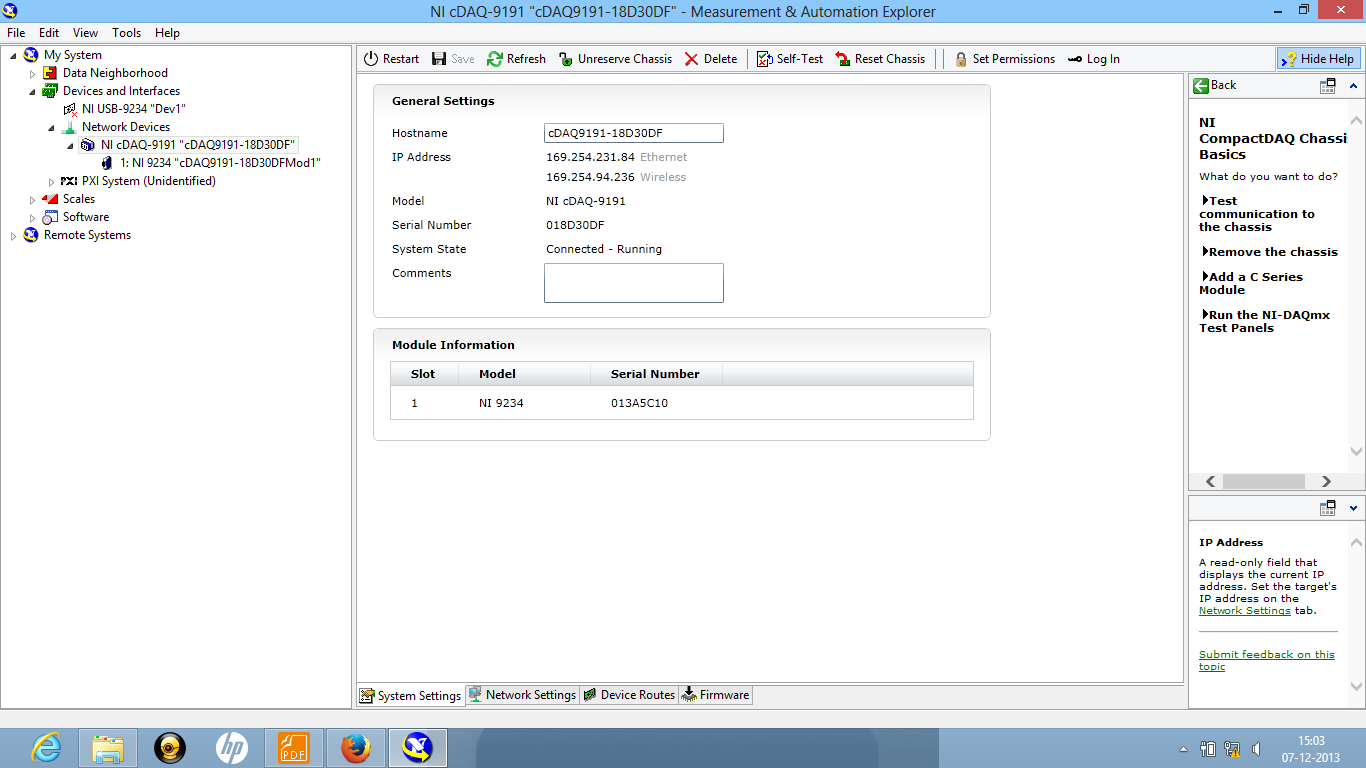 NI cDAQ-9191 "cDAQ9191-18D30DF" - Measurement & Automation Explorer
File Edit View Tools Help
My System
Data Neighborhood
Devices and Interfaces
NI USB-9234 "Dev1"
Network Devices
NI cDAQ-9191 "cDAQ9191-18D30DF"
1: NI 9234 "cDAQ9191-18D30DFMod1"
PXI PXI System (Unidentified)
Scales
Software
Remote Systems
Restart Save Refresh Unreserve Chassis Delete Self-Test Reset Chassis Set Permissions Log In Hide Help
General Settings
Hostname cDAQ9191-18D30DF
IP Address 169.254.231.84 Ethernet
169.254.94.236 Wireless
Model NI cDAQ-9191
Serial Number 018D30DF
System State Connected - Running
Comments
Module Information
Slot Model Serial Number
1 NI 9234 013A5C10
System Settings Network Settings Device Routes Firmware
Back
NI
CompactDAQ Chassi
Basics
What do you want to do?
Test
communication to
the chassis
Remove the chassis
Add a C Series
Module
Run the NI-DAQmx
Test Panels
IP Address
A read-only field that
displays the current IP
address. Set the target's
IP address on the
Network Settings tab.
Submit feedback on this
topic
hp
PDF
15:03
07-12-2013